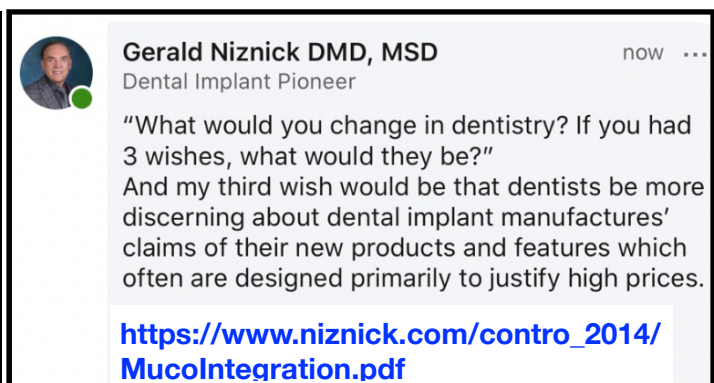 Gerald Niznick DMD, MSD
now ...
Dental Implant Pioneer
“What would you change in dentistry? If you had
3 wishes, what would they be?”
And my third wish would be that dentists be more
discerning about dental implant manufactures’
claims of their new products and features which
often are designed primarily to justify high prices.
https://www.niznick.com/contro_2014/
MucoIntegration.pdf